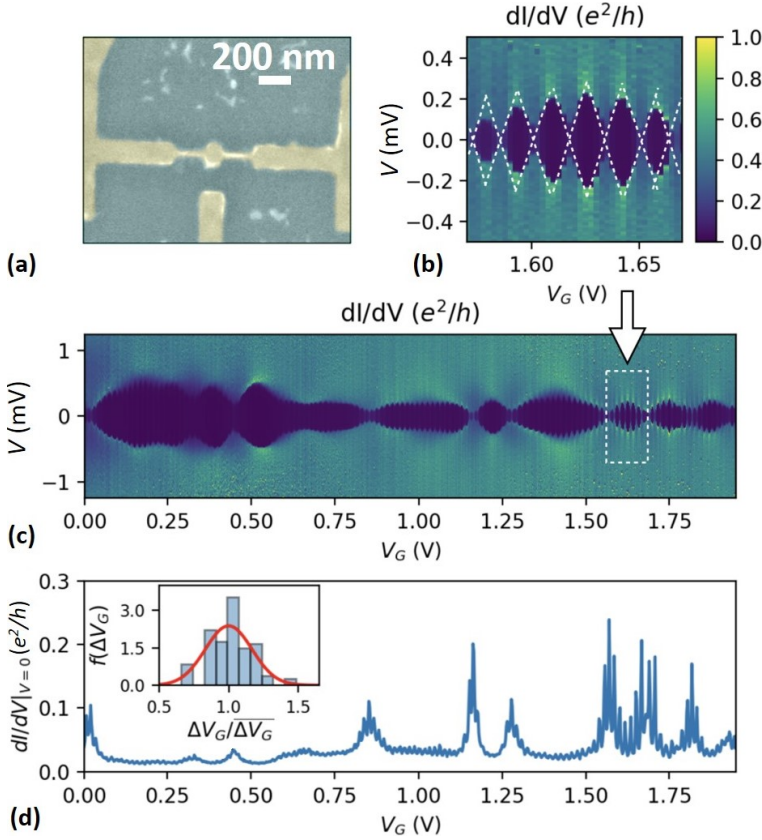 200 nm
(a)
dI/dV (e²/h)
V (mV)
0.4
0.2
0.0
−0.2
−0.4
1.60
1.65
V_G (V)
1.0
0.8
0.6
0.4
0.2
0.0
(b)
dI/dV (e²/h)
V (mV)
1
0
−1
0.00
0.25
0.50
0.75
1.00
1.25
1.50
1.75
V_G (V)
(c)
dI/dV|_{V=0} (e²/h)
0.3
0.2
0.1
0.0
f(ΔV_G)
3.0
1.5
0.0
0.5
1.0
1.5
ΔV_G/\overline{ΔV_G}
0.00
0.25
0.50
0.75
1.00
1.25
1.50
1.75
V_G (V)
(d)